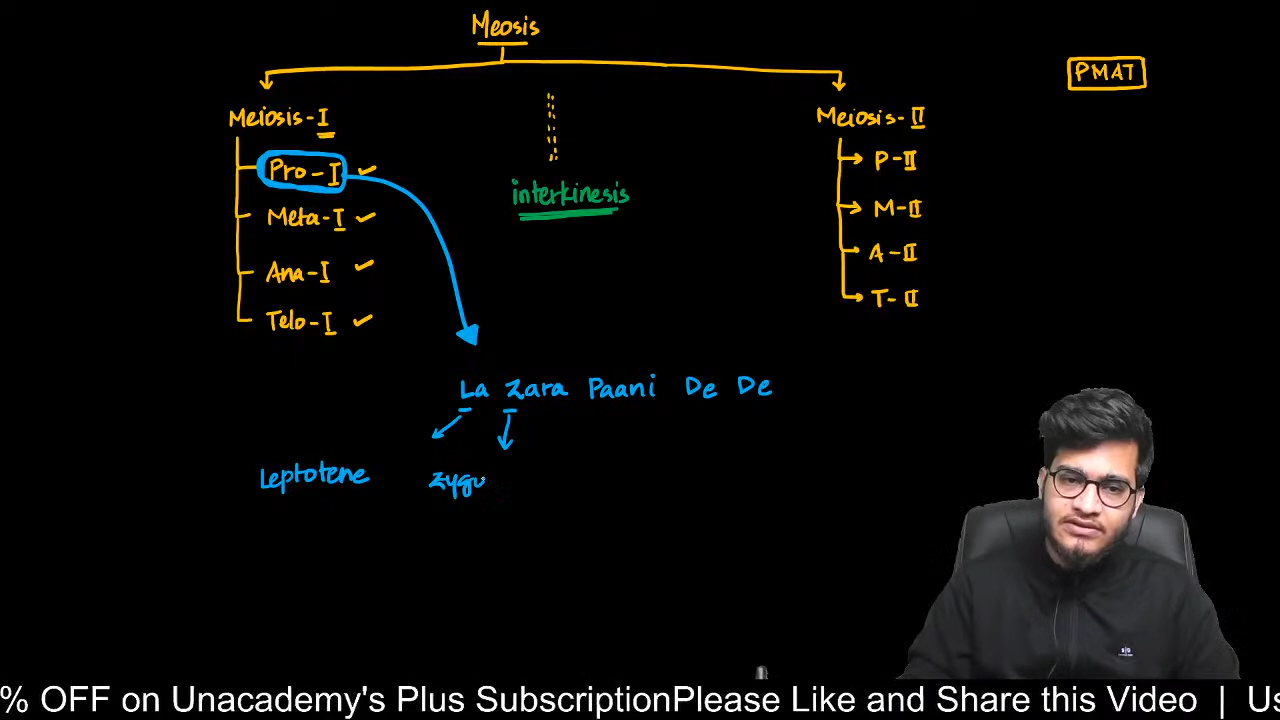 Meosis
PMAT
Meiosis-I
Meiosis-II
Pro-I
P-II
interkinesis
Meta-I
M-II
Ana-I
A-II
Telo-I
T-II
La Zara Paani De De
Leptotene
zygo
% OFF on Unacademy's Plus SubscriptionPlease Like and Share this Video | Us